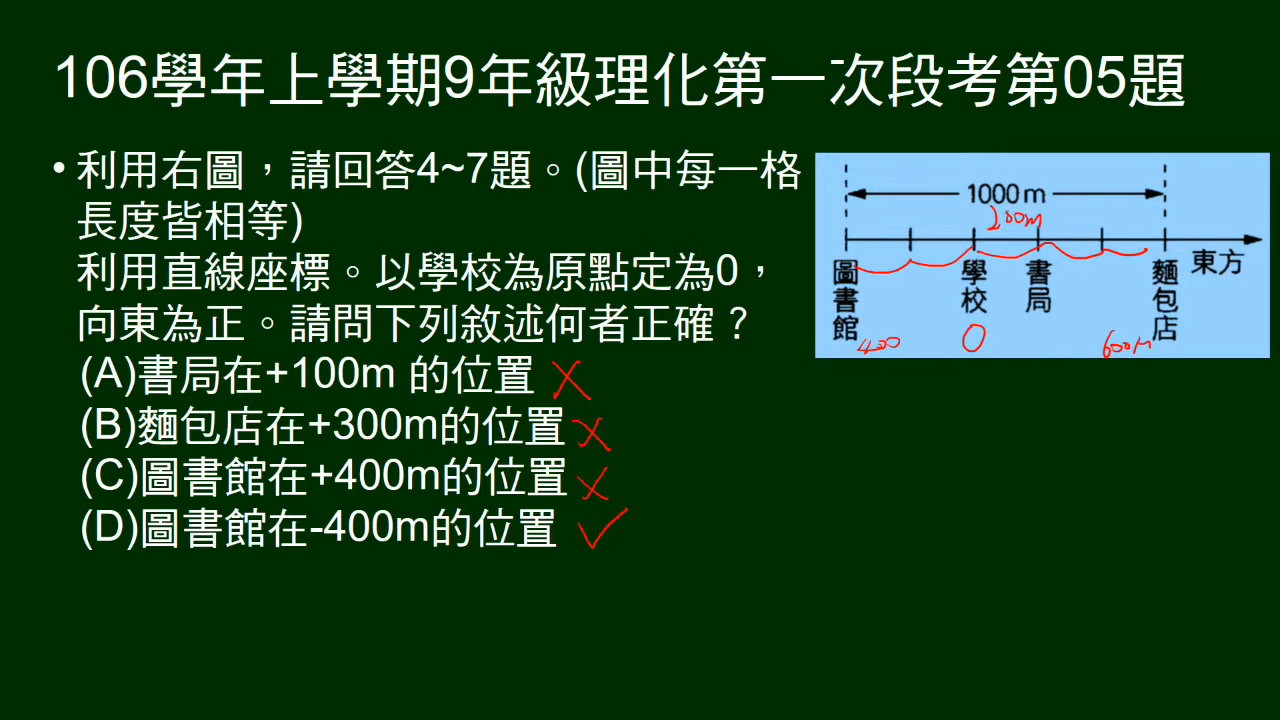 106學年上學期9年級理化第一次段考第05題
• 利用右圖，請回答4~7題。(圖中每一格
長度皆相等)
利用直線座標。以學校為原點定為0，
向東為正。請問下列敘述何者正確？
(A)書局在+100m 的位置
(B)麵包店在+300m的位置
(C)圖書館在+400m的位置
(D)圖書館在-400m的位置
1000 m
200m
圖書館
學校
書局
麵包店
東方
400
0
600M